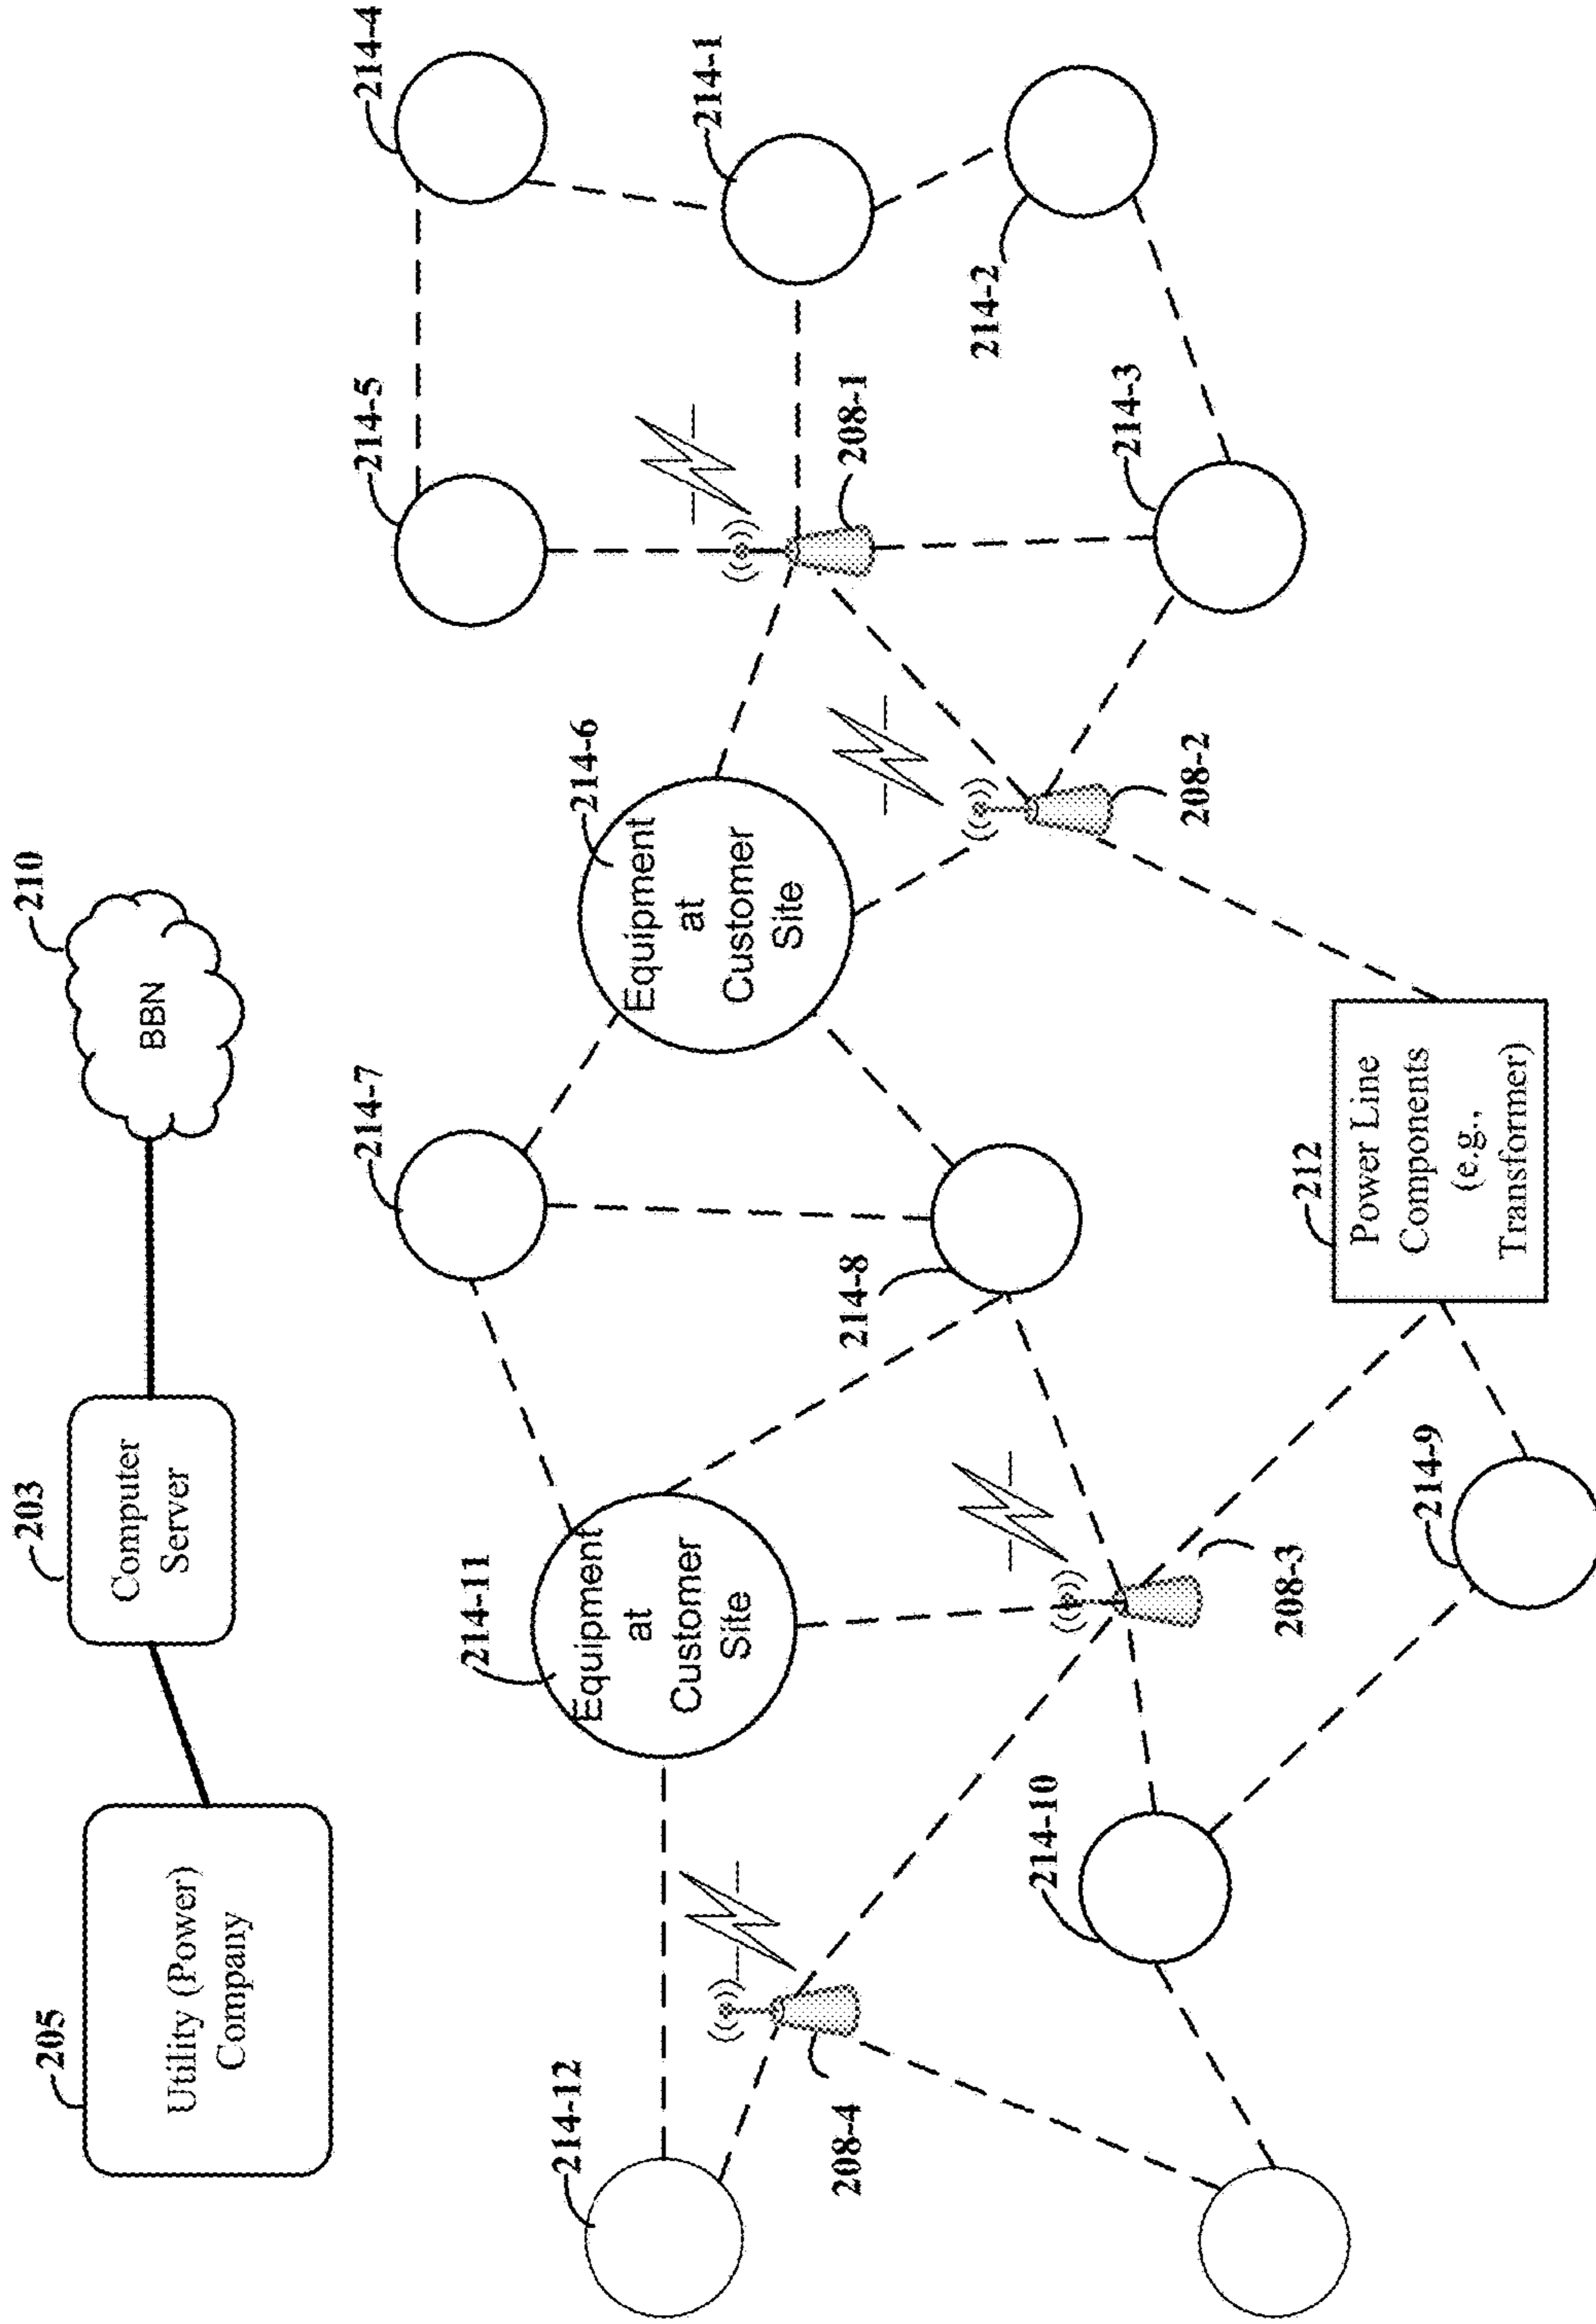 205
Utility (Power)
Company
203
Computer
Server
210
BBN
214-12
208-4
214-11
Equipment
at
Customer
Site
214-7
214-6
Equipment
at
Customer
Site
214-5
214-4
214-1
208-1
214-2
214-3
208-2
214-8
208-3
214-10
214-9
212
Power Line
Components
(e.g.,
Transformer)